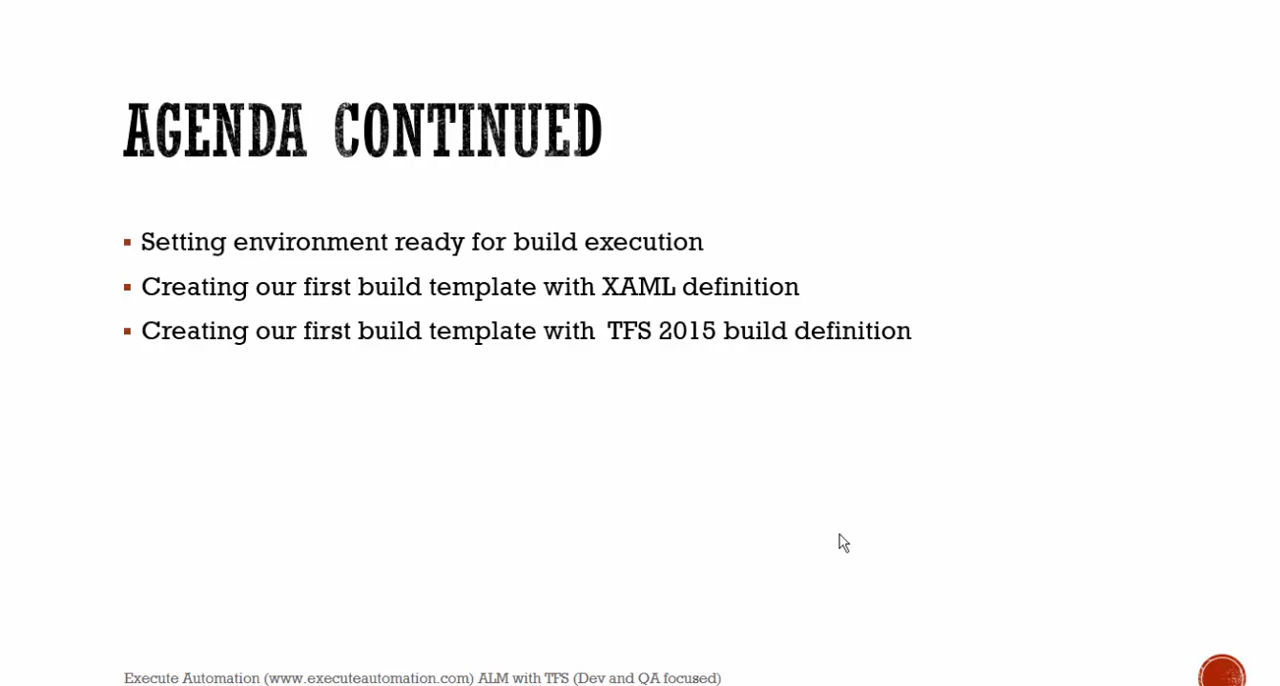 AGENDA CONTINUED
Setting environment ready for build execution
Creating our first build template with XAML definition
Creating our first build template with TFS 2015 build definition
Execute Automation (www.executeautomation.com) ALM with TFS (Dev and QA focused)